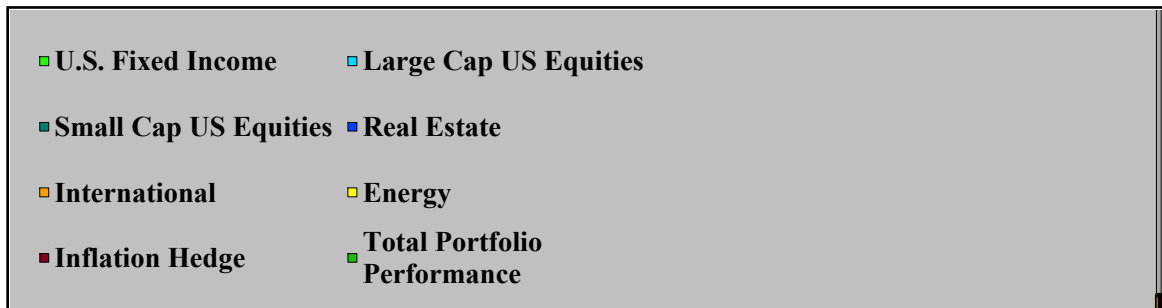 U.S. Fixed Income
Large Cap US Equities
Small Cap US Equities
Real Estate
International
Energy
Inflation Hedge
Total Portfolio
Performance